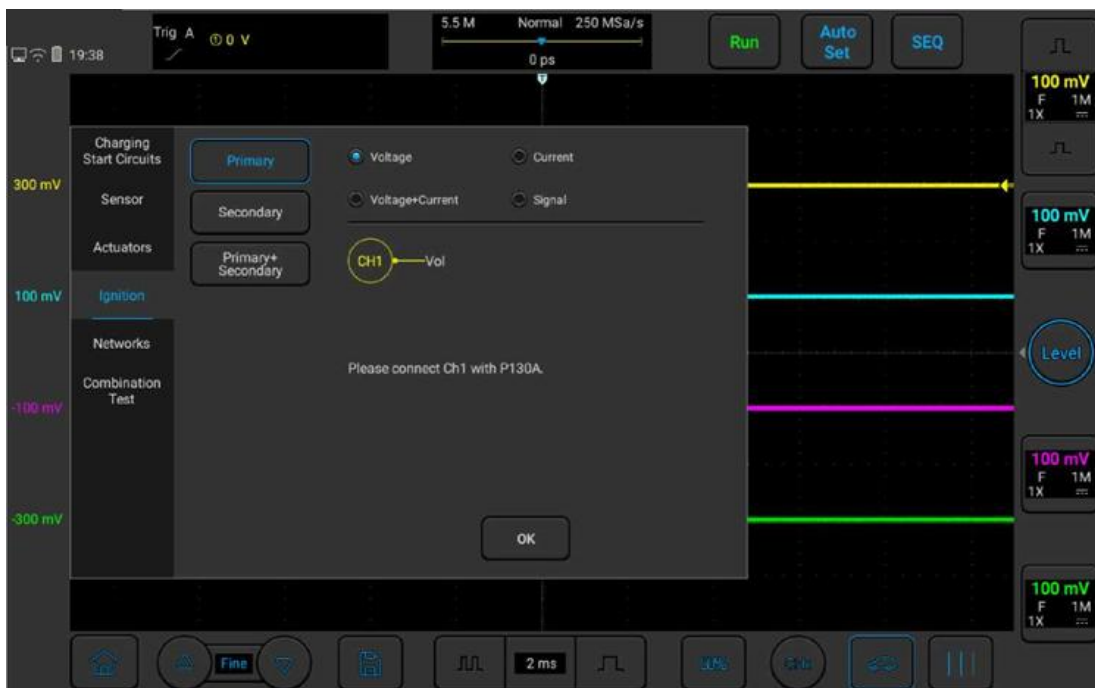 5.5 M Normal 250 MSa/s
Trig A ① 0 V
19:38
0 ps
T
Run
Auto
Set
SEQ
100 mV
F 1M
1X
Charging
Start Circuits
Sensor
Actuators
Ignition
Networks
Combination
Test
Primary
Secondary
Primary+
Secondary
Voltage
Current
Voltage+Current
Signal
CH1
Vol
Please connect Ch1 with P130A.
OK
300 mV
100 mV
-100 mV
-300 mV
100 mV
F 1M
1X
Level
100 mV
F 1M
1X
100 mV
F 1M
1X
Fine
2 ms